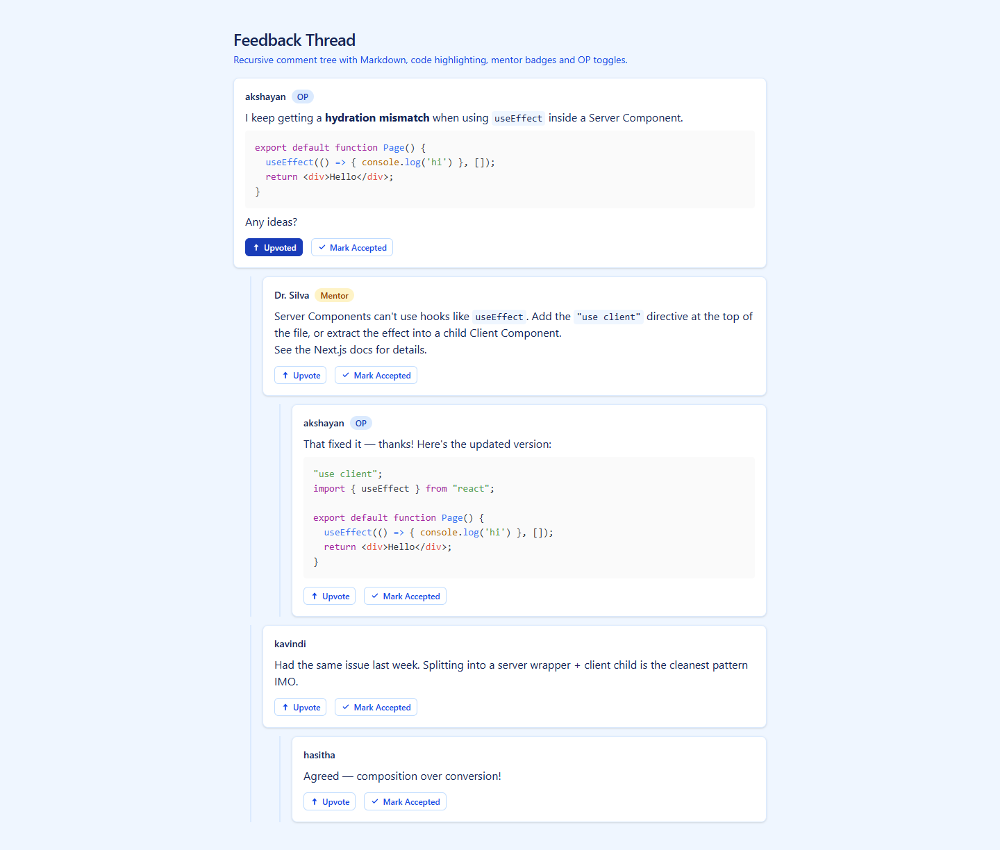 Feedback Thread
Recursive comment tree with Markdown, code highlighting, mentor badges and OP toggles.
akshayan OP
I keep getting a hydration mismatch when using useEffect inside a Server Component.
export default function Page() {
  useEffect(() => { console.log('hi') }, []);
  return <div>Hello</div>;
}
Any ideas?
↑ Upvoted ✓ Mark Accepted
Dr. Silva Mentor
Server Components can't use hooks like useEffect. Add the "use client" directive at the top of
the file, or extract the effect into a child Client Component.
See the Next.js docs for details.
↑ Upvote ✓ Mark Accepted
akshayan OP
That fixed it — thanks! Here's the updated version:
"use client";
import { useEffect } from "react";

export default function Page() {
  useEffect(() => { console.log('hi') }, []);
  return <div>Hello</div>;
}
↑ Upvote ✓ Mark Accepted
kavindi
Had the same issue last week. Splitting into a server wrapper + client child is the cleanest pattern
IMO.
↑ Upvote ✓ Mark Accepted
hasitha
Agreed — composition over conversion!
↑ Upvote ✓ Mark Accepted